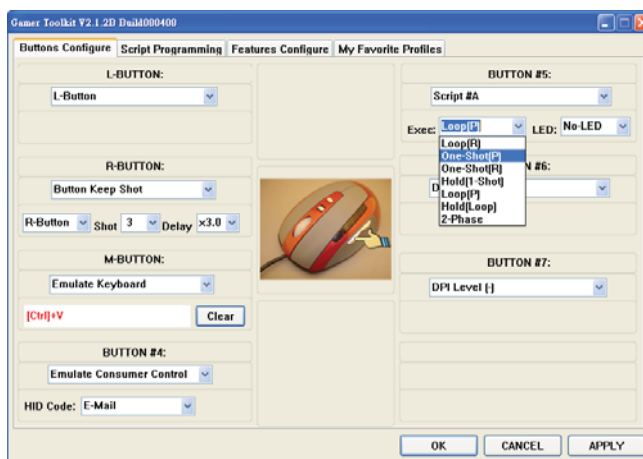 Gamer Toolkit V2.1.2B Build000400
Buttons Configure Script Programming Features Configure My Favorite Profiles
L-BUTTON:
L-Button
R-BUTTON:
Button Keep Shot
R-Button Shot 3 Delay x3.0
M-BUTTON:
Emulate Keyboard
[Ctrl]+V Clear
BUTTON #4:
Emulate Consumer Control
HID Code: E-Mail
BUTTON #5:
Script #A
Exec: Loop[P] LED: No-LED
Loop(R)
One-Shot(P)
One-Shot(R)
Hold[1-Shot]
Loop(P)
Hold[Loop]
2-Phase
N #6:
D
BUTTON #7:
DPI Level [-]
OK CANCEL APPLY